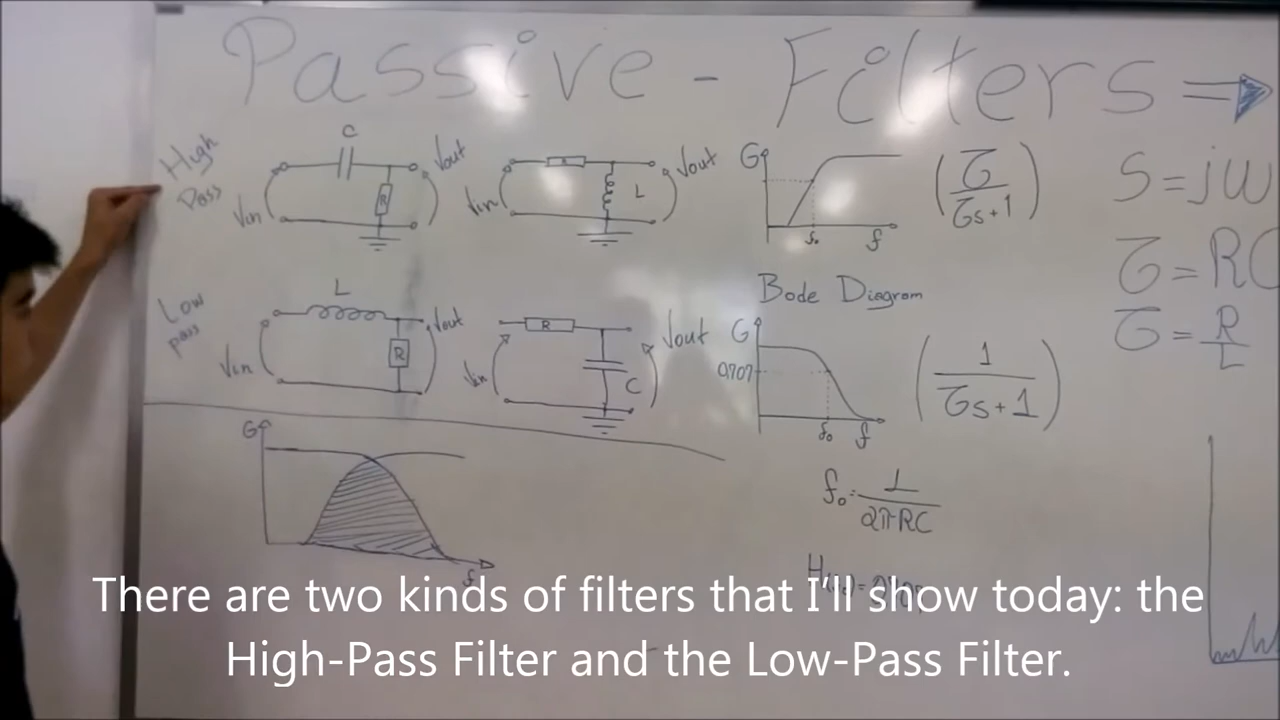 Passive - Filters ⇒
High
Pass
C
Vin
R
Vout
R
Vin
L
Vout
G
f₀
f
(τ/τs+1)
S=jω
τ=RC
τ=R/L
Low
pass
L
Vin
R
Vout
R
Vin
C
Vout
Bode Diagram
G
0,707
f₀
f
(1/τs+1)
G
f
f₀=1/2πRC
There are two kinds of filters that I'll show today: the
High-Pass Filter and the Low-Pass Filter.